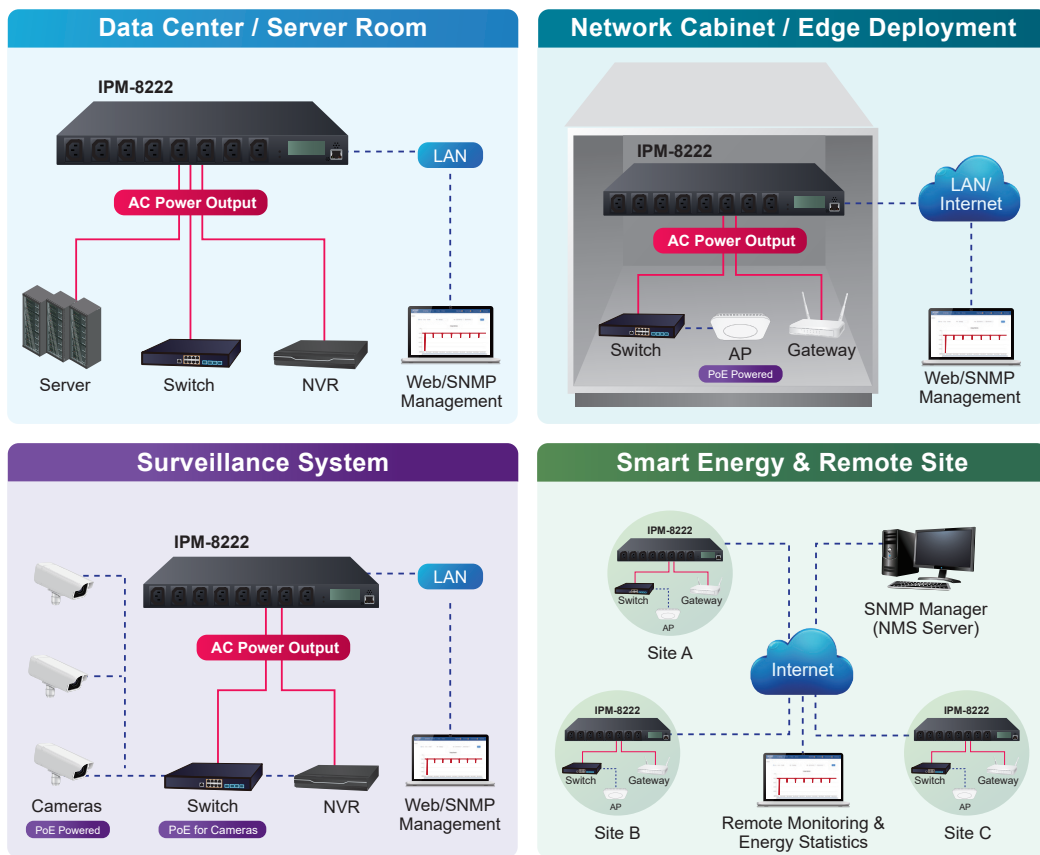 Data Center / Server Room
IPM-8222
LAN
AC Power Output
Server
Switch
NVR
Web/SNMP
Management
Network Cabinet / Edge Deployment
IPM-8222
LAN/
Internet
AC Power Output
Switch
AP
Gateway
PoE Powered
Web/SNMP
Management
Surveillance System
IPM-8222
LAN
AC Power Output
Cameras
Switch
NVR
Web/SNMP
Management
PoE Powered
PoE for Cameras
Smart Energy & Remote Site
IPM-8222
Switch
Gateway
AP
Site A
SNMP Manager
(NMS Server)
Internet
IPM-8222
Switch
Gateway
AP
Site B
Remote Monitoring &
Energy Statistics
IPM-8222
Switch
Gateway
AP
Site C